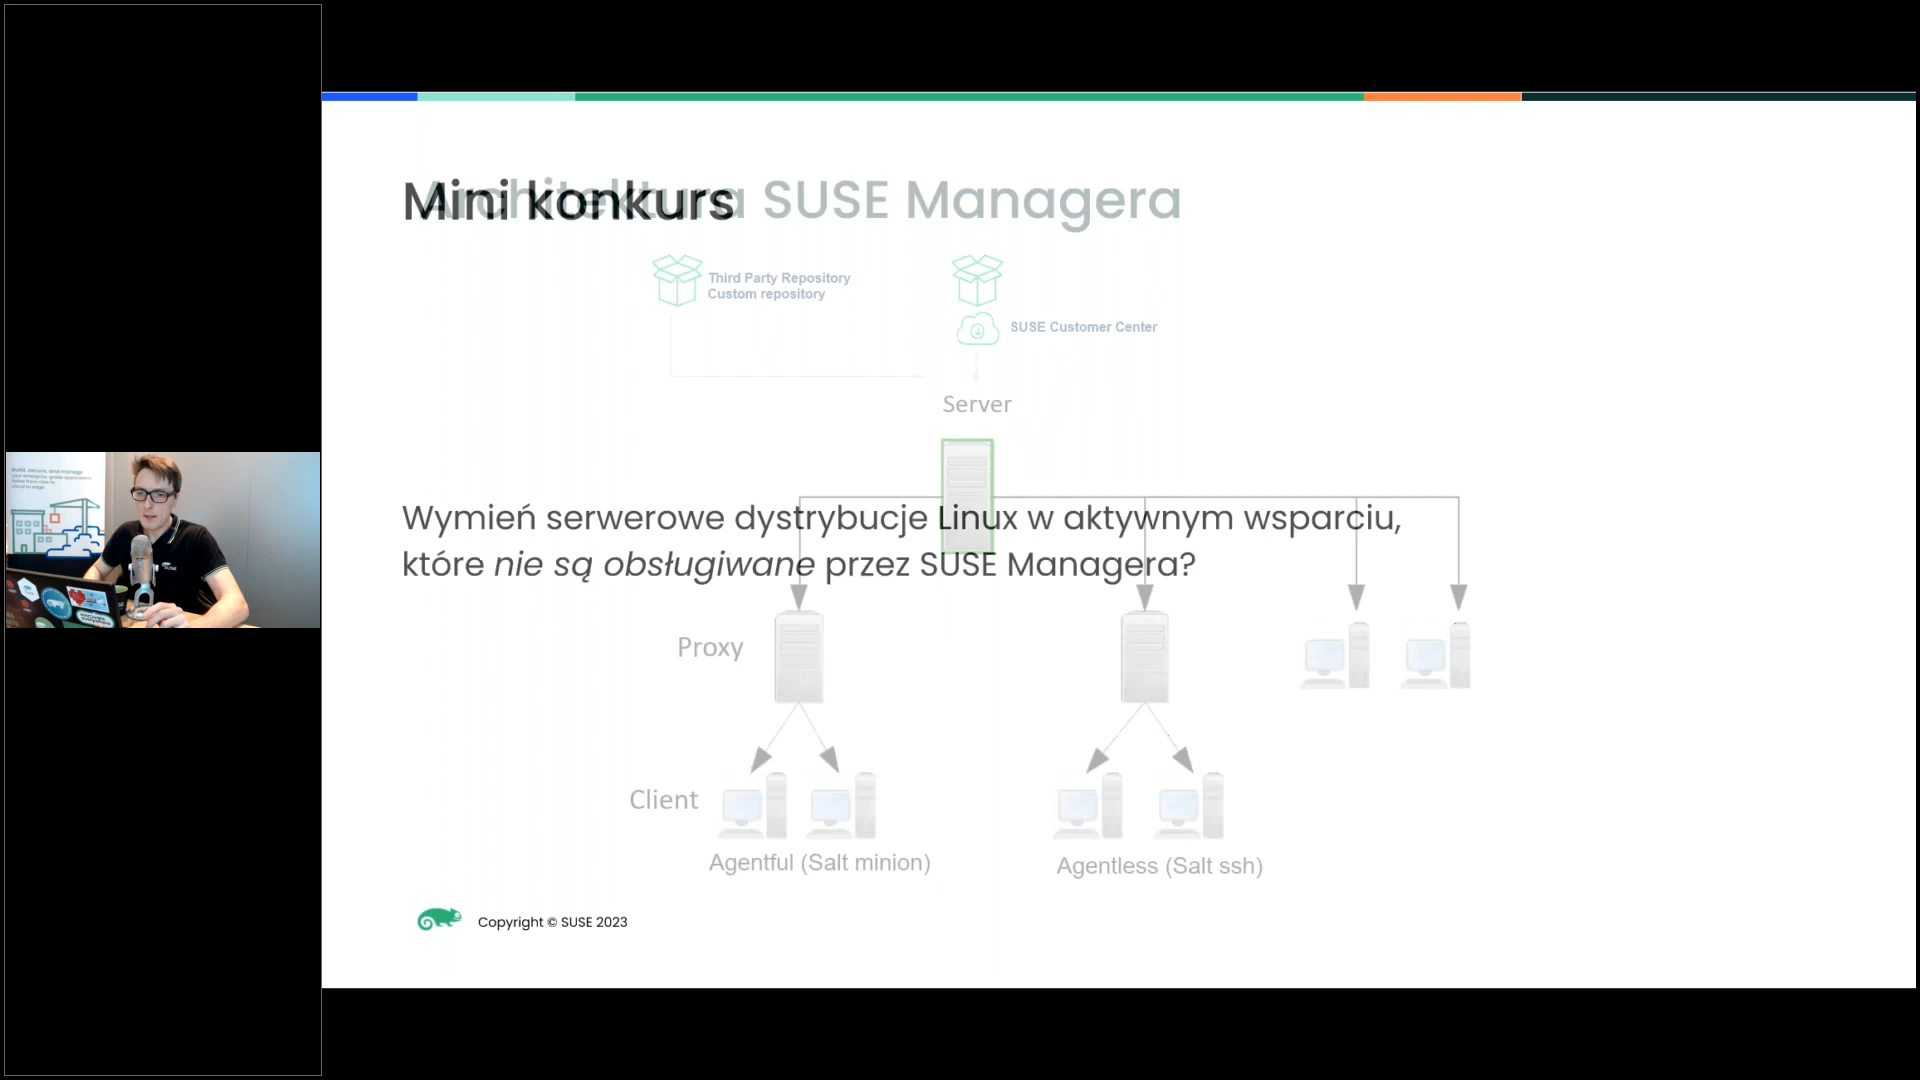 Mini konkurs
Architektura SUSE Managera
Third Party Repository
Custom repository
SUSE Customer Center
Server
Wymień serwerowe dystrybucje Linux w aktywnym wsparciu,
które nie są obsługiwane przez SUSE Managera?
Proxy
Client
Agentful (Salt minion)
Agentless (Salt ssh)
Copyright © SUSE 2023